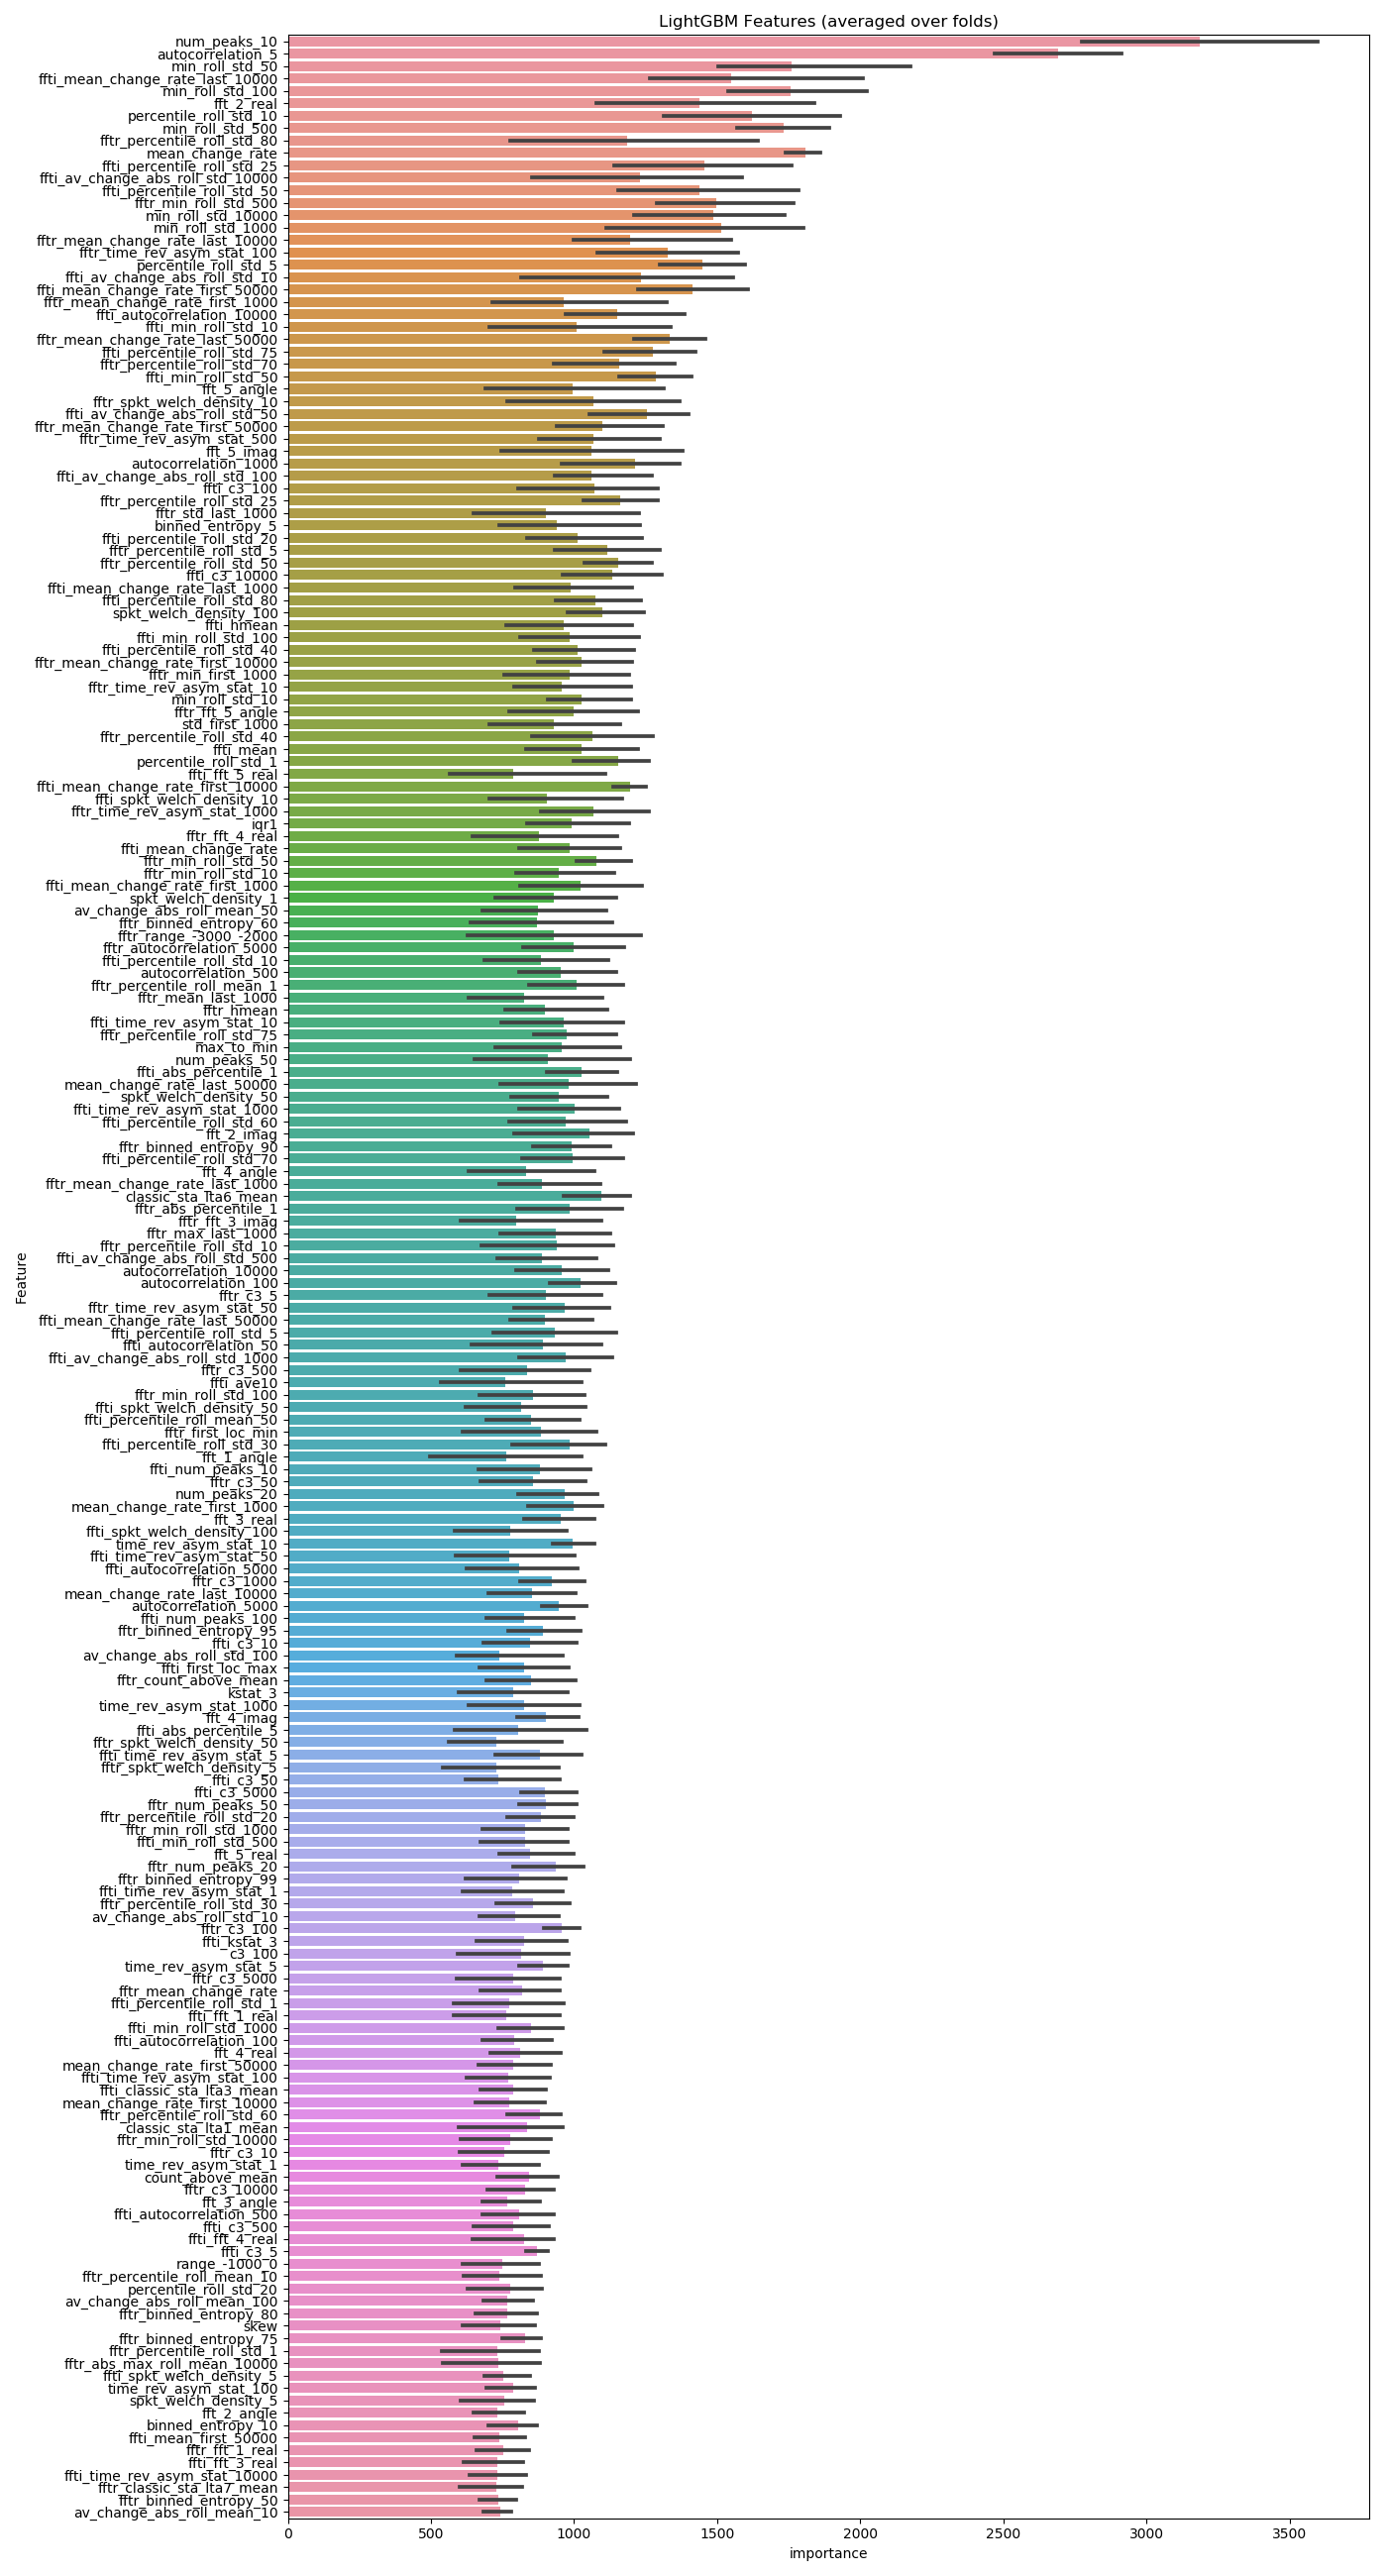 LightGBM Features (averaged over folds)
num_peaks_10
autocorrelation_5
min_roll_std_50
ffti_mean_change_rate_last_10000
min_roll_std_100
fft_2_real
percentile_roll_std_10
min_roll_std_500
fftr_percentile_roll_std_80
mean_change_rate
ffti_percentile_roll_std_25
ffti_av_change_abs_roll_std_10000
ffti_percentile_roll_std_50
fftr_min_roll_std_500
min_roll_std_10000
min_roll_std_1000
fftr_mean_change_rate_last_10000
fftr_time_rev_asym_stat_100
percentile_roll_std_5
ffti_av_change_abs_roll_std_10
ffti_mean_change_rate_first_50000
fftr_mean_change_rate_first_1000
ffti_autocorrelation_10000
ffti_min_roll_std_10
fftr_mean_change_rate_last_50000
ffti_percentile_roll_std_75
fftr_percentile_roll_std_70
ffti_min_roll_std_50
fft_5_angle
fftr_spkt_welch_density_10
ffti_av_change_abs_roll_std_50
fftr_mean_change_rate_first_50000
fftr_time_rev_asym_stat_500
fft_5_imag
autocorrelation_1000
ffti_av_change_abs_roll_std_100
ffti_c3_100
fftr_percentile_roll_std_25
fftr_std_last_1000
binned_entropy_5
ffti_percentile_roll_std_20
fftr_percentile_roll_std_5
fftr_percentile_roll_std_50
ffti_c3_10000
ffti_mean_change_rate_last_1000
ffti_percentile_roll_std_80
spkt_welch_density_100
ffti_hmean
ffti_min_roll_std_100
ffti_percentile_roll_std_40
fftr_mean_change_rate_first_10000
fftr_min_first_1000
fftr_time_rev_asym_stat_10
min_roll_std_10
fftr_fft_5_angle
std_first_1000
fftr_percentile_roll_std_40
ffti_mean
percentile_roll_std_1
ffti_fft_5_real
ffti_mean_change_rate_first_10000
ffti_spkt_welch_density_10
fftr_time_rev_asym_stat_1000
iqr1
fftr_fft_4_real
ffti_mean_change_rate
fftr_min_roll_std_50
fftr_min_roll_std_10
ffti_mean_change_rate_first_1000
spkt_welch_density_1
av_change_abs_roll_mean_50
fftr_binned_entropy_60
fftr_range_-3000_-2000
fftr_autocorrelation_5000
ffti_percentile_roll_std_10
autocorrelation_500
fftr_percentile_roll_mean_1
fftr_mean_last_1000
fftr_hmean
ffti_time_rev_asym_stat_10
fftr_percentile_roll_std_75
max_to_min
num_peaks_50
ffti_abs_percentile_1
mean_change_rate_last_50000
spkt_welch_density_50
ffti_time_rev_asym_stat_1000
ffti_percentile_roll_std_60
fft_2_imag
fftr_binned_entropy_90
ffti_percentile_roll_std_70
fft_4_angle
fftr_mean_change_rate_last_1000
classic_sta_lta6_mean
fftr_abs_percentile_1
fftr_fft_3_imag
fftr_max_last_1000
fftr_percentile_roll_std_10
ffti_av_change_abs_roll_std_500
autocorrelation_10000
autocorrelation_100
fftr_c3_5
fftr_time_rev_asym_stat_50
ffti_mean_change_rate_last_50000
ffti_percentile_roll_std_5
ffti_autocorrelation_50
ffti_av_change_abs_roll_std_1000
fftr_c3_500
ffti_ave10
fftr_min_roll_std_100
ffti_spkt_welch_density_50
ffti_percentile_roll_mean_50
fftr_first_loc_min
ffti_percentile_roll_std_30
fft_1_angle
ffti_num_peaks_10
fftr_c3_50
num_peaks_20
mean_change_rate_first_1000
fft_3_real
ffti_spkt_welch_density_100
time_rev_asym_stat_10
ffti_time_rev_asym_stat_50
ffti_autocorrelation_5000
fftr_c3_1000
mean_change_rate_last_10000
autocorrelation_5000
ffti_num_peaks_100
fftr_binned_entropy_95
ffti_c3_10
av_change_abs_roll_std_100
ffti_first_loc_max
fftr_count_above_mean
kstat_3
time_rev_asym_stat_1000
fft_4_imag
ffti_abs_percentile_5
fftr_spkt_welch_density_50
ffti_time_rev_asym_stat_5
fftr_spkt_welch_density_5
ffti_c3_50
ffti_c3_5000
fftr_num_peaks_50
fftr_percentile_roll_std_20
fftr_min_roll_std_1000
ffti_min_roll_std_500
fft_5_real
fftr_num_peaks_20
fftr_binned_entropy_99
ffti_time_rev_asym_stat_1
fftr_percentile_roll_std_30
av_change_abs_roll_std_10
fftr_c3_100
ffti_kstat_3
c3_100
time_rev_asym_stat_5
fftr_c3_5000
fftr_mean_change_rate
ffti_percentile_roll_std_1
ffti_fft_1_real
ffti_min_roll_std_1000
ffti_autocorrelation_100
fft_4_real
mean_change_rate_first_50000
ffti_time_rev_asym_stat_100
ffti_classic_sta_lta3_mean
mean_change_rate_first_10000
fftr_percentile_roll_std_60
classic_sta_lta1_mean
fftr_min_roll_std_10000
fftr_c3_10
time_rev_asym_stat_1
count_above_mean
fftr_c3_10000
fft_3_angle
ffti_autocorrelation_500
ffti_c3_500
ffti_fft_4_real
ffti_c3_5
range_-1000_0
fftr_percentile_roll_mean_10
percentile_roll_std_20
av_change_abs_roll_mean_100
fftr_binned_entropy_80
skew
fftr_binned_entropy_75
fftr_percentile_roll_std_1
fftr_abs_max_roll_mean_10000
ffti_spkt_welch_density_5
time_rev_asym_stat_100
spkt_welch_density_5
fft_2_angle
binned_entropy_10
ffti_mean_first_50000
fftr_fft_1_real
ffti_fft_3_real
ffti_time_rev_asym_stat_10000
fftr_classic_sta_lta7_mean
fftr_binned_entropy_50
av_change_abs_roll_mean_10
Feature
0 500 1000 1500 2000 2500 3000 3500
importance